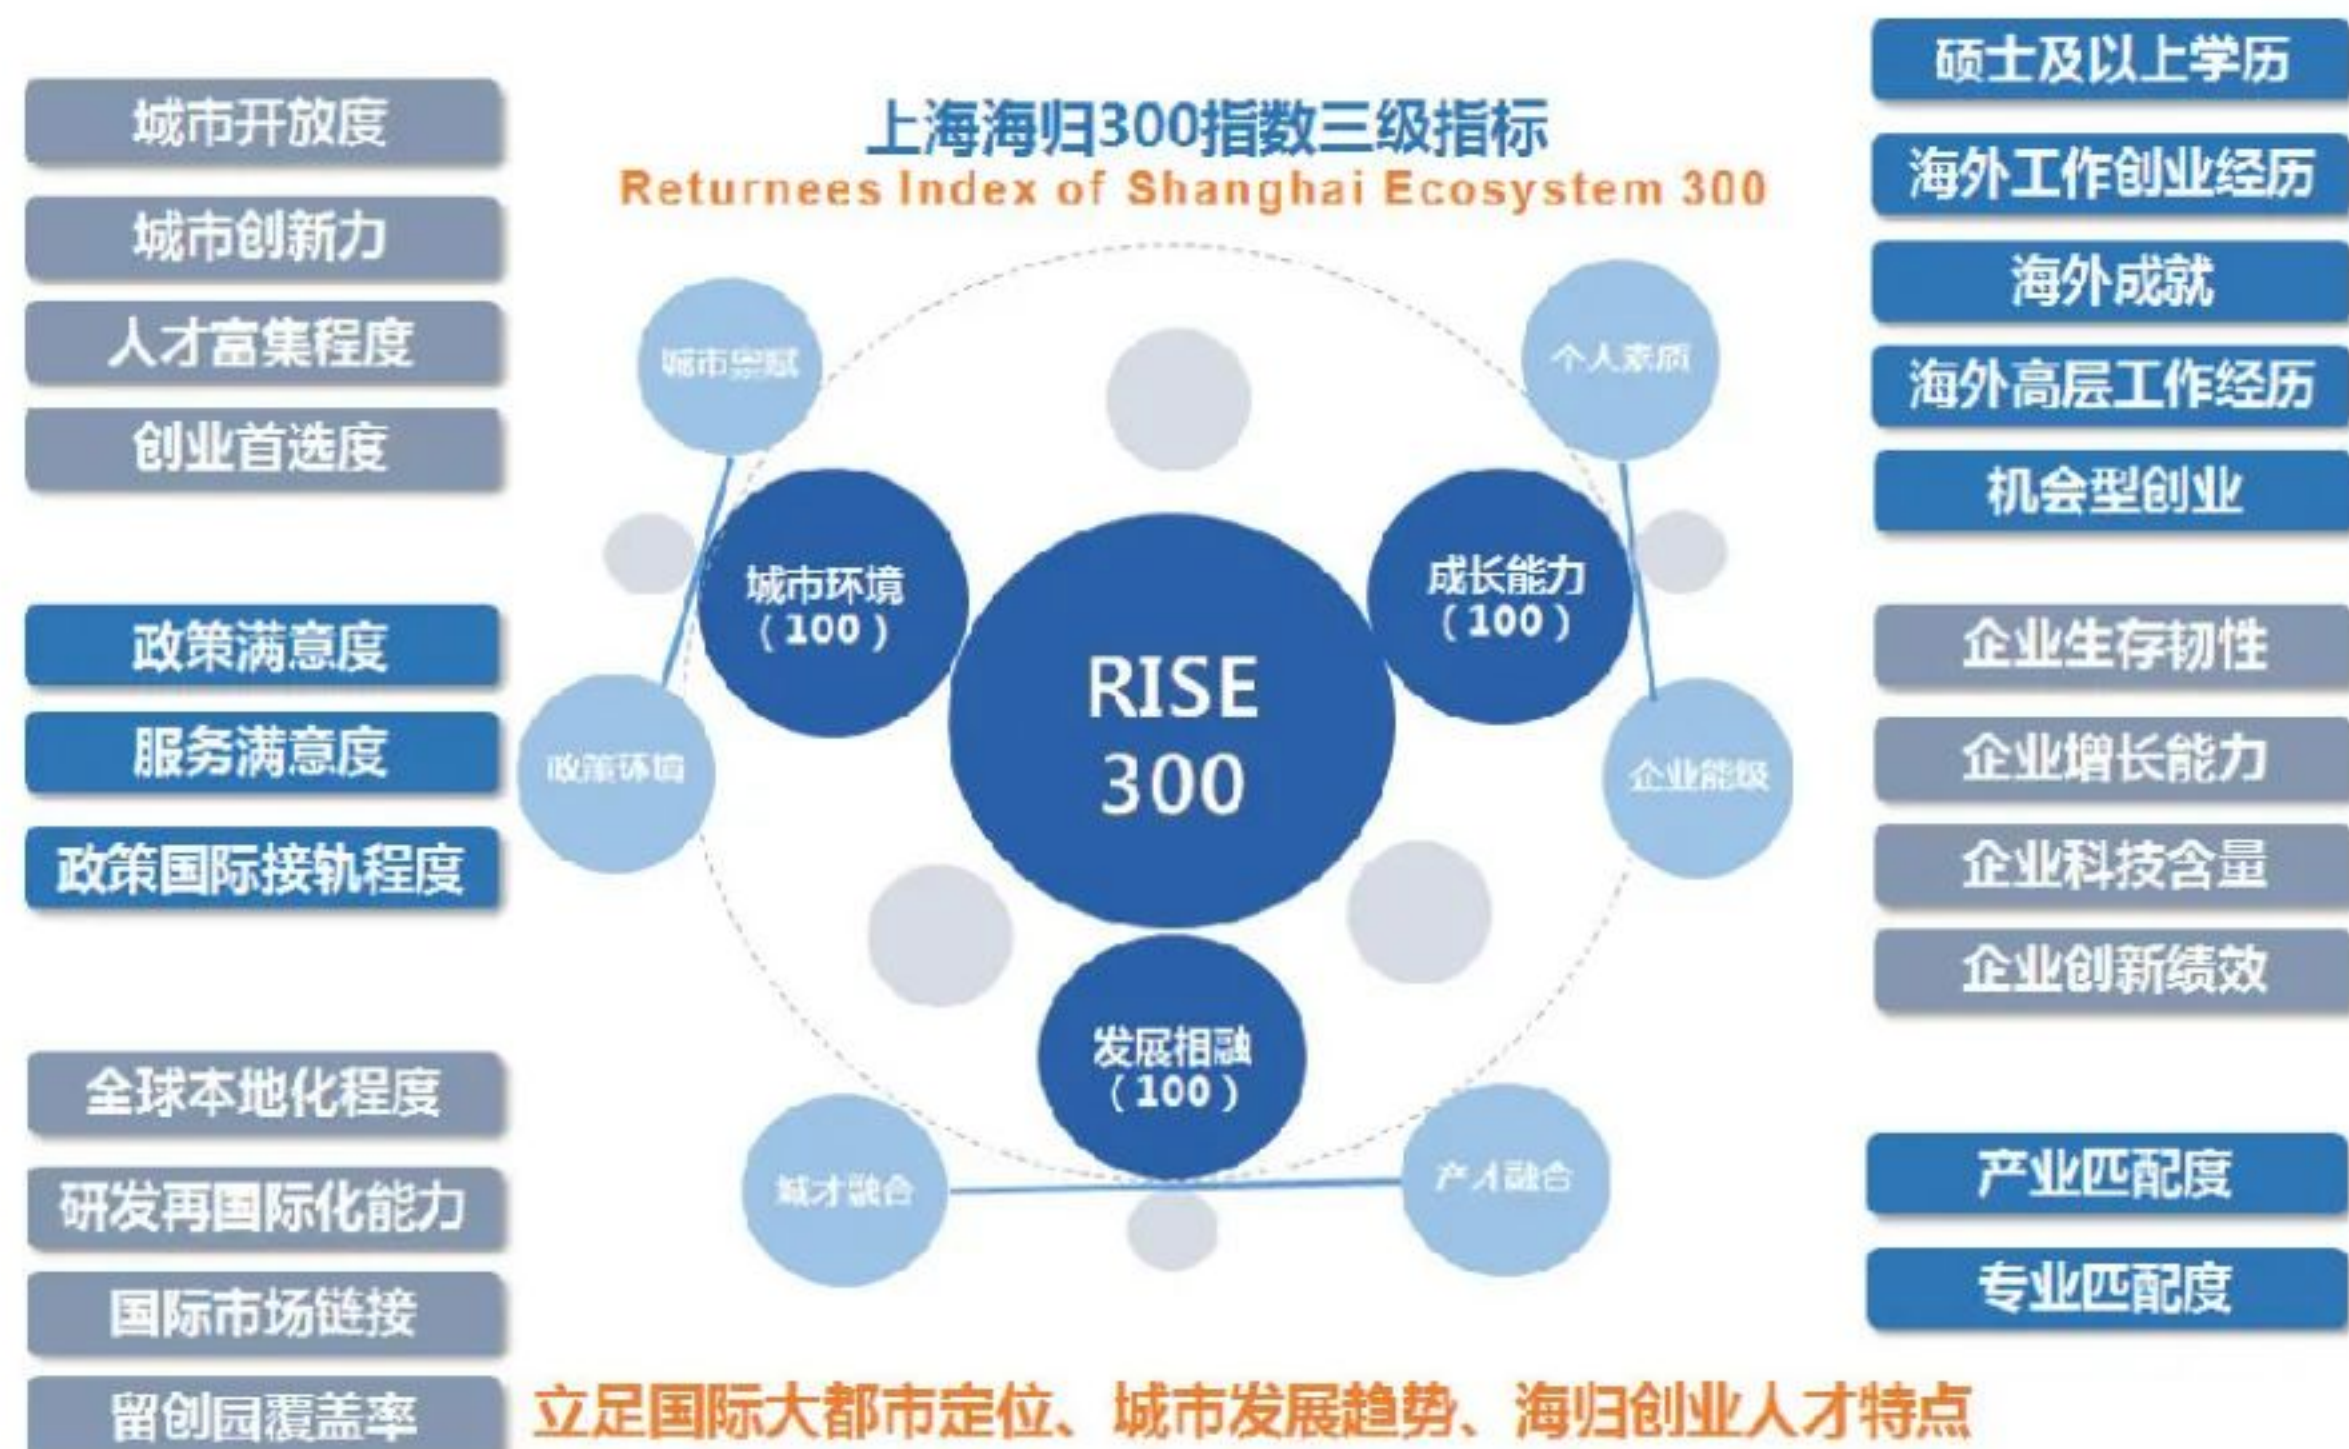 上海海归300指数三级指标
Returnees Index of Shanghai Ecosystem 300
城市开放度
城市创新力
人才富集程度
创业首选度
政策满意度
服务满意度
政策国际接轨程度
全球本地化程度
研发再国际化能力
国际市场链接
留创园覆盖率
城市禀赋
城市环境
（100）
政策环境
RISE
300
个人素质
成长能力
（100）
企业能级
发展相融
（100）
城才融合
产才融合
硕士及以上学历
海外工作创业经历
海外成就
海外高层工作经历
机会型创业
企业生存韧性
企业增长能力
企业科技含量
企业创新绩效
产业匹配度
专业匹配度
立足国际大都市定位、城市发展趋势、海归创业人才特点